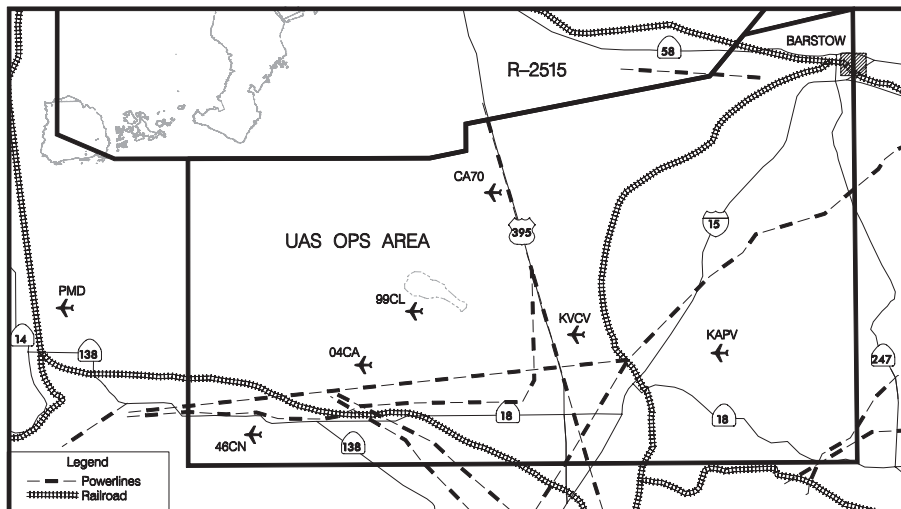 BARSTOW
58
R-2515
CA70
395
15
UAS OPS AREA
PMD
99CL
KVCV
KAPV
14
138
04CA
247
18
18
46CN
138
Legend
Powerlines
Railroad